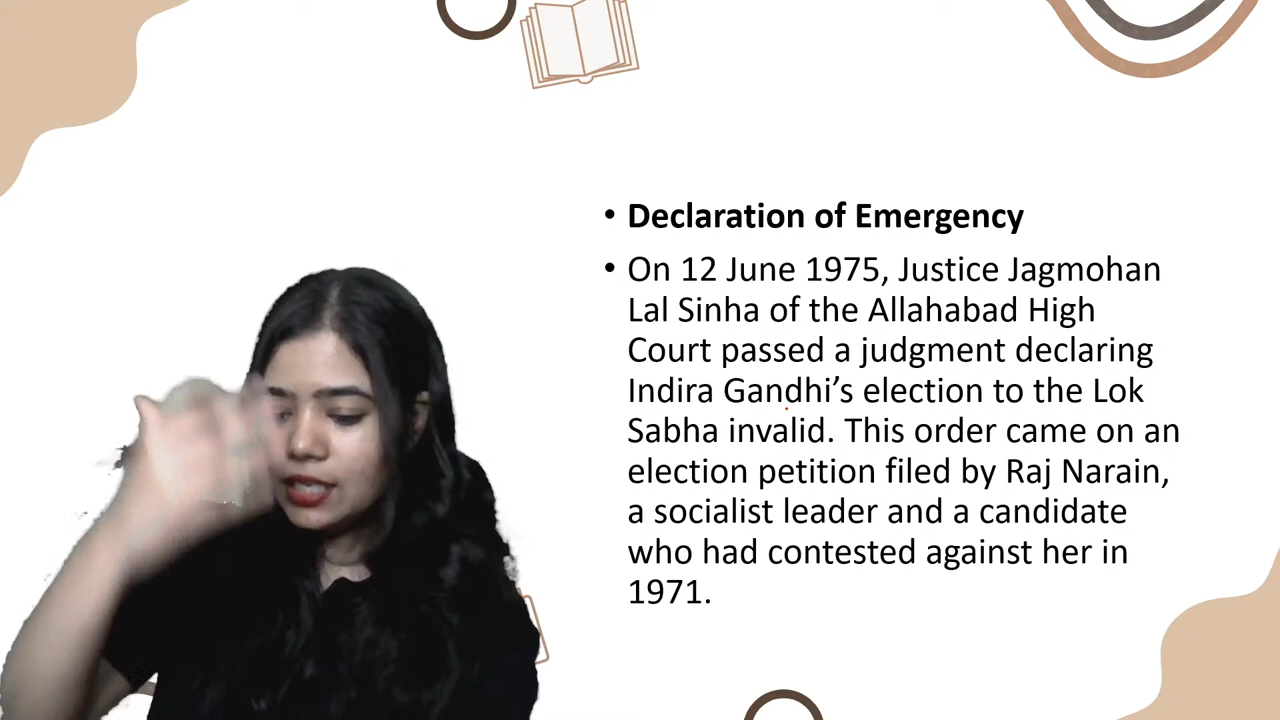 • Declaration of Emergency
• On 12 June 1975, Justice Jagmohan
Lal Sinha of the Allahabad High
Court passed a judgment declaring
Indira Gandhi’s election to the Lok
Sabha invalid. This order came on an
election petition filed by Raj Narain,
a socialist leader and a candidate
who had contested against her in
1971.